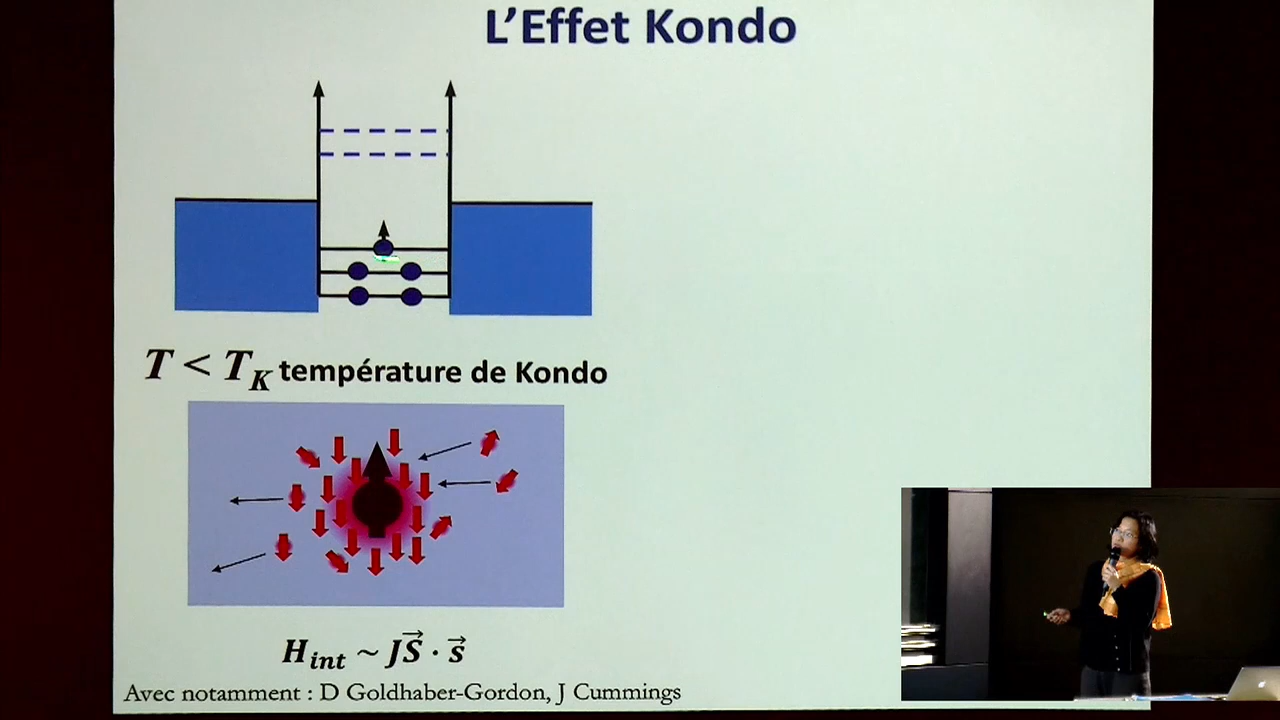 L'Effet Kondo
T < T_K température de Kondo
H_int ~ JS⃗ · s⃗
Avec notamment : D Goldhaber-Gordon, J Cummings